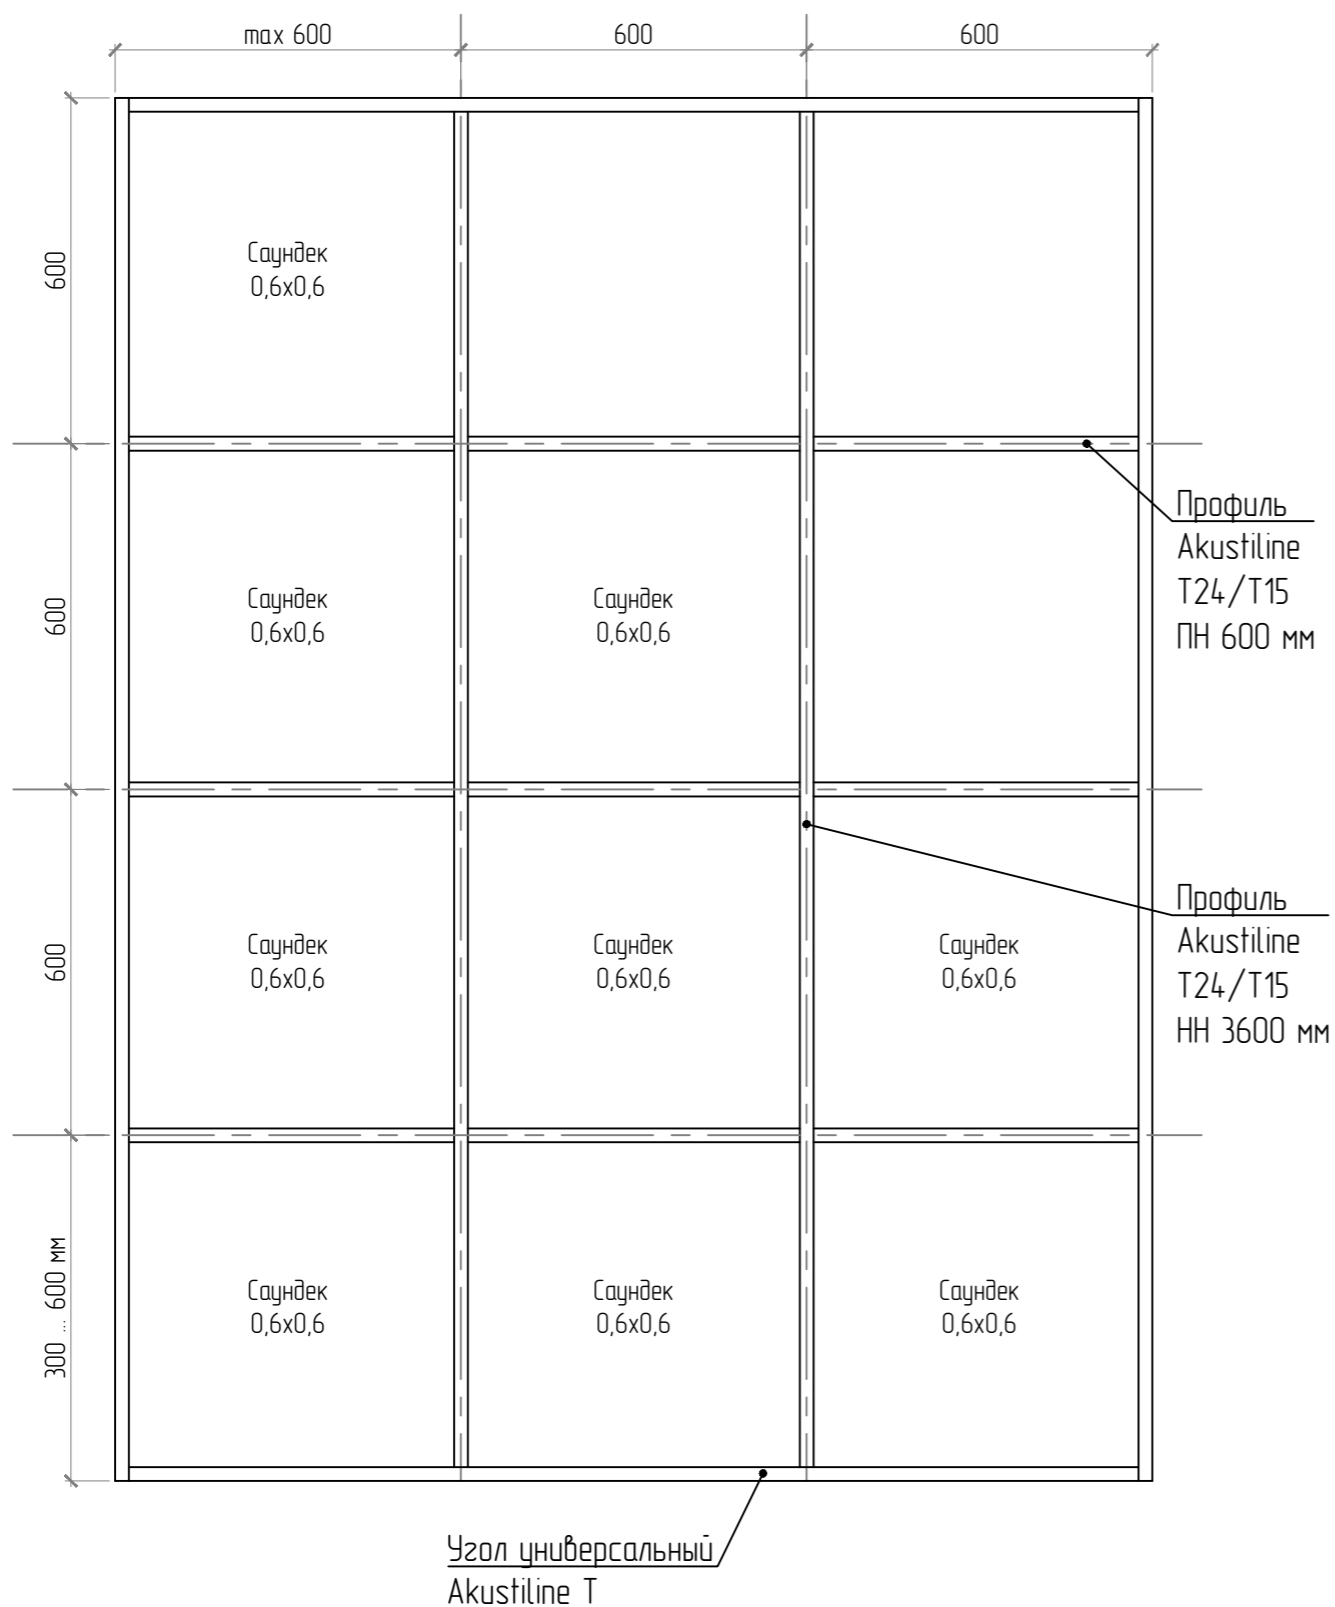 max 600
600
600
600
Саундек
0,6x0,6
Профиль
Akustiline
T24/T15
ПН 600 мм
600
Саундек
0,6x0,6
Саундек
0,6x0,6
Профиль
Akustiline
T24/T15
НН 3600 мм
600
Саундек
0,6x0,6
Саундек
0,6x0,6
Саундек
0,6x0,6
300 ... 600 мм
Саундек
0,6x0,6
Саундек
0,6x0,6
Саундек
0,6x0,6
Угол универсальный
Akustiline T